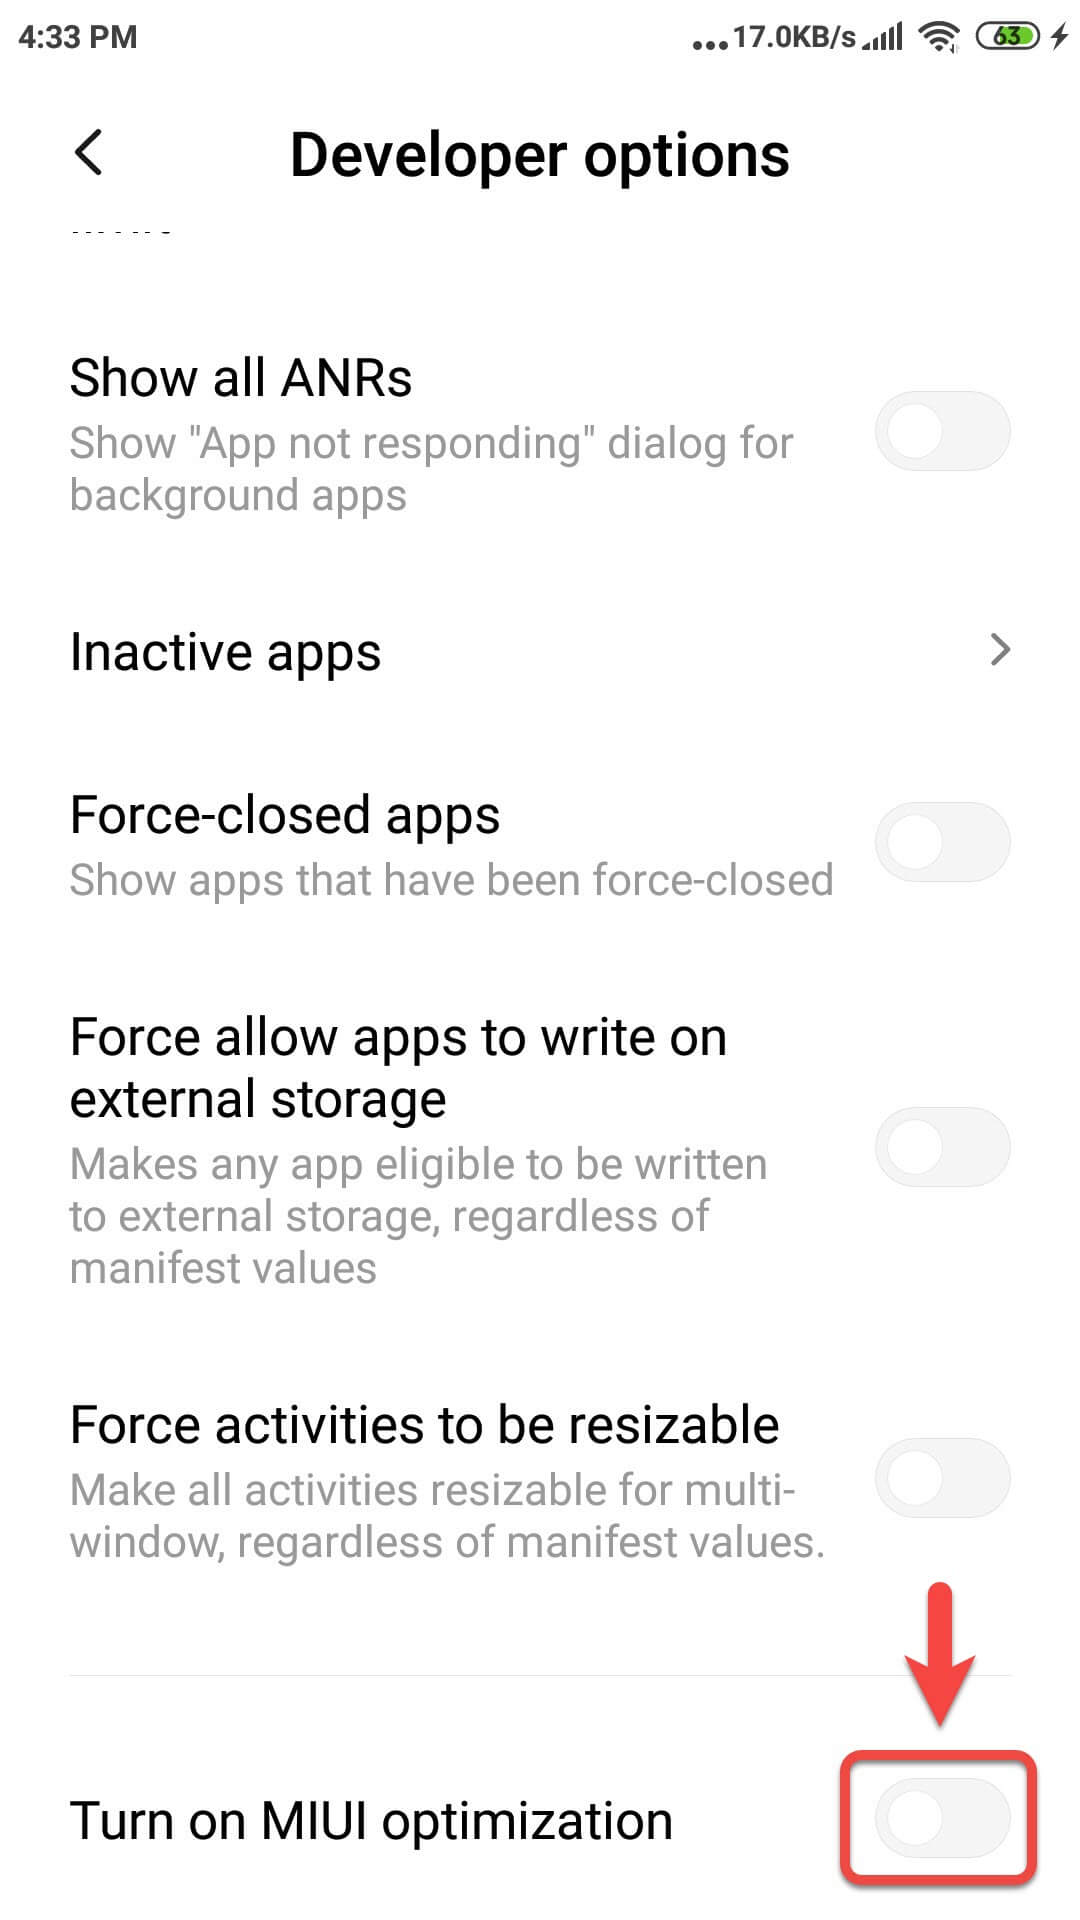 4:33 PM
...17.0KB/s
63
Developer options
Show all ANRs
Show "App not responding" dialog for
background apps
Inactive apps
Force-closed apps
Show apps that have been force-closed
Force allow apps to write on
external storage
Makes any app eligible to be written
to external storage, regardless of
manifest values
Force activities to be resizable
Make all activities resizable for multi-
window, regardless of manifest values.
Turn on MIUI optimization